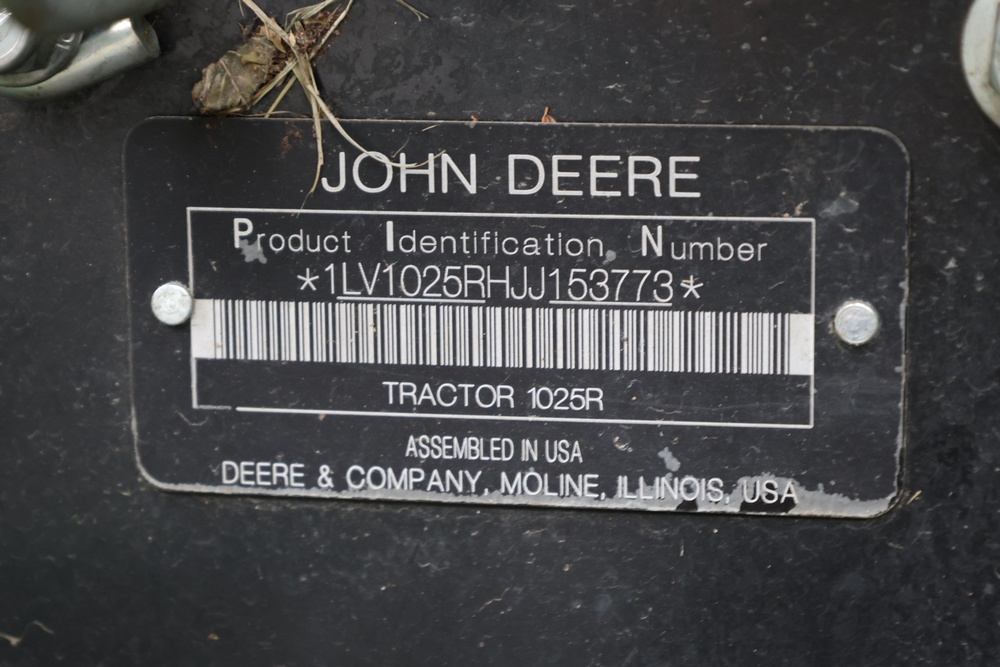 JOHN DEERE
Product Identification Number
*1LV1025RHJJ153773*
TRACTOR 1025R
ASSEMBLED IN USA
DEERE & COMPANY, MOLINE, ILLINOIS, USA